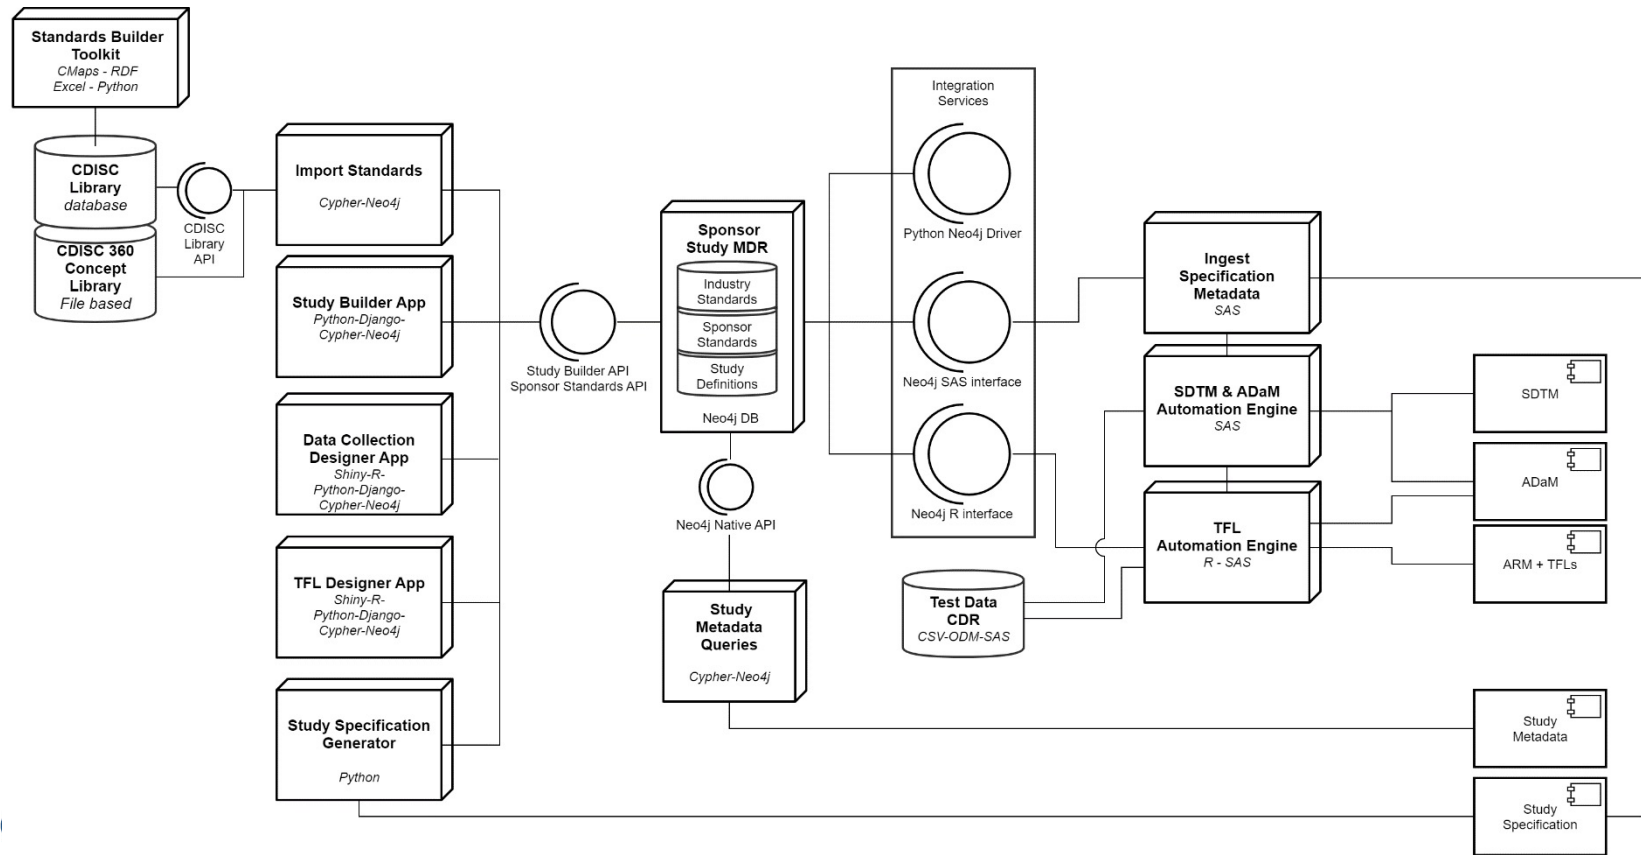 Standards Builder
Toolkit
CMaps - RDF
Excel - Python
CDISC
Library
database
CDISC 360
Concept
Library
File based
CDISC
Library
API
Import Standards
Cypher-Neo4j
Study Builder App
Python-Django-
Cypher-Neo4j
Data Collection
Designer App
Shiny-R-
Python-Django-
Cypher-Neo4j
TFL Designer App
Shiny-R-
Python-Django-
Cypher-Neo4j
Study Specification
Generator
Python
Study Builder API
Sponsor Standards API
Sponsor
Study MDR
Industry
Standards
Sponsor
Standards
Study
Definitions
Neo4j DB
Neo4j Native API
Study
Metadata
Queries
Cypher-Neo4j
Integration
Services
Python Neo4j Driver
Neo4j SAS interface
Neo4j R interface
Test Data
CDR
CSV-ODM-SAS
Ingest
Specification
Metadata
SAS
SDTM & ADaM
Automation Engine
SAS
TFL
Automation Engine
R - SAS
SDTM
ADaM
ARM + TFLs
Study
Metadata
Study
Specification